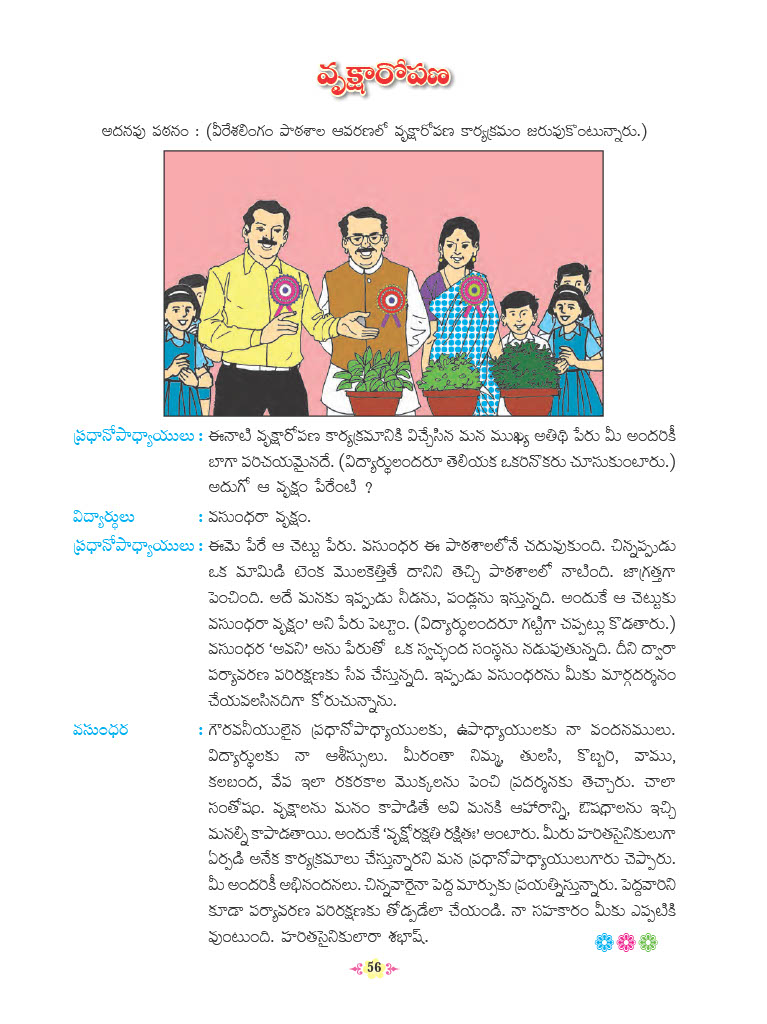 వృక్షారోపణ
అదనపు పఠనం : (వీరేశలింగం పాఠశాల ఆవరణలో వృక్షారోపణ కార్యక్రమం జరుపుకొంటున్నారు.)
ప్రధానోపాధ్యాయులు : ఈనాటి వృక్షారోపణ కార్యక్రమానికి విచ్చేసిన మన ముఖ్య అతిథి పేరు మీ అందరికీ
బాగా పరిచయమైనదే. (విద్యార్థులందరూ తెలియక ఒకరినొకరు చూసుకుంటారు.)
అదుగో ఆ వృక్షం పేరేంటి ?
విద్యార్థులు : వసుంధరా వృక్షం.
ప్రధానోపాధ్యాయులు : ఈమె పేరే ఆ చెట్టు పేరు. వసుంధర ఈ పాఠశాలలోనే చదువుకుంది. చిన్నప్పుడు
ఒక మామిడి టెంక మొలకెత్తితే దానిని తెచ్చి పాఠశాలలో నాటింది. జాగ్రత్తగా
పెంచింది. అదే మనకు ఇప్పుడు నీడను, పండ్లను ఇస్తున్నది. అందుకే ఆ చెట్టుకు
వసుంధరా వృక్షం' అని పేరు పెట్టాం. (విద్యార్థులందరూ గట్టిగా చప్పట్లు కొడతారు.)
వసుంధర 'అవని' అను పేరుతో ఒక స్వచ్ఛంద సంస్థను నడుపుతున్నది. దీని ద్వారా
పర్యావరణ పరిరక్షణకు సేవ చేస్తున్నది. ఇప్పుడు వసుంధరను మీకు మార్గదర్శనం
చేయవలసినదిగా కోరుచున్నాను.
వసుంధర : గౌరవనీయులైన ప్రధానోపాధ్యాయులకు, ఉపాధ్యాయులకు నా వందనములు.
విద్యార్థులకు నా ఆశీస్సులు. మీరంతా నిమ్మ, తులసి, కొబ్బరి, వాము,
కలబంద, వేప ఇలా రకరకాల మొక్కలను పెంచి ప్రదర్శనకు తెచ్చారు. చాలా
సంతోషం. వృక్షాలను మనం కాపాడితే అవి మనకి ఆహారాన్ని, ఔషధాలను ఇచ్చి
మనల్ని కాపాడతాయి. అందుకే 'వృక్షోరక్షతి రక్షితః' అంటారు. మీరు హరితసైనికులుగా
ఏర్పడి అనేక కార్యక్రమాలు చేస్తున్నారని మన ప్రధానోపాధ్యాయులుగారు చెప్పారు.
మీ అందరికీ అభినందనలు. చిన్నవారైనా పెద్ద మార్పుకు ప్రయత్నిస్తున్నారు. పెద్దవారిని
కూడా పర్యావరణ పరిరక్షణకు తోడ్పడేలా చేయండి. నా సహకారం మీకు ఎప్పటికి
వుంటుంది. హరితసైనికులారా శభాష్.
56